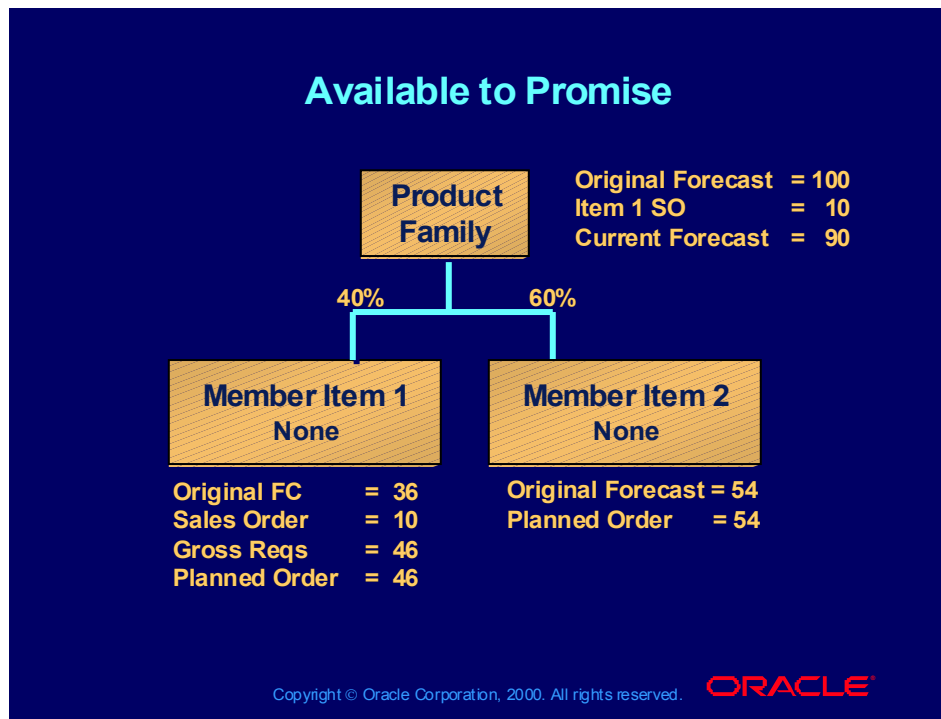 Available to Promise
Product
Family
Original Forecast = 100
Item 1 SO = 10
Current Forecast = 90
40%
60%
Member Item 1
None
Member Item 2
None
Original FC = 36
Sales Order = 10
Gross Reqs = 46
Planned Order = 46
Original Forecast = 54
Planned Order = 54
Copyright © Oracle Corporation, 2000. All rights reserved.
ORACLE®